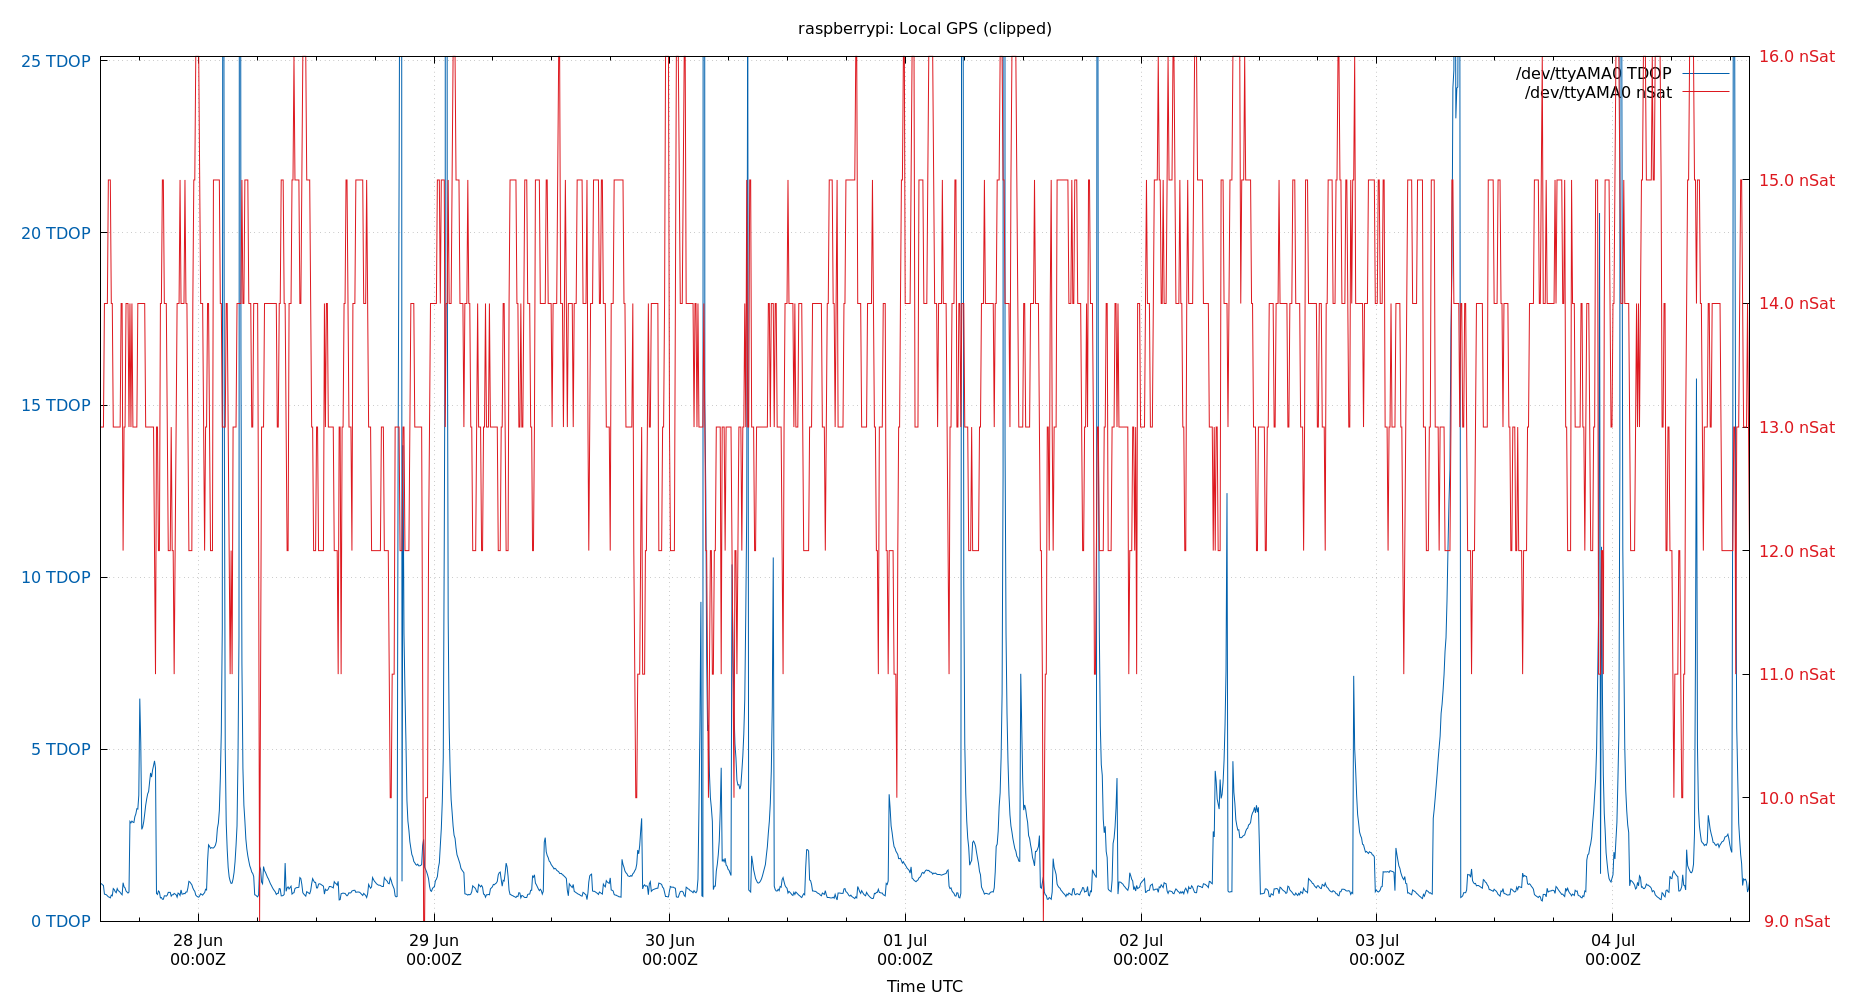 raspberrypi: Local GPS (clipped)
25 TDOP
20 TDOP
15 TDOP
10 TDOP
5 TDOP
0 TDOP
16.0 nSat
15.0 nSat
14.0 nSat
13.0 nSat
12.0 nSat
11.0 nSat
10.0 nSat
9.0 nSat
/dev/ttyAMA0 TDOP
/dev/ttyAMA0 nSat
28 Jun 29 Jun 30 Jun 01 Jul 02 Jul 03 Jul 04 Jul
00:00Z 00:00Z 00:00Z 00:00Z 00:00Z 00:00Z 00:00Z
Time UTC